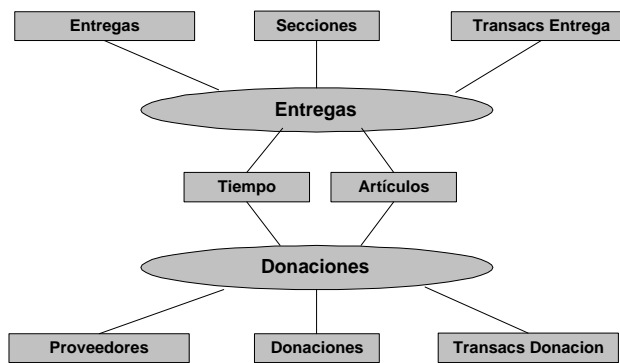 Entregas
Secciones
Transacs Entrega
Entregas
Tiempo
Artículos
Donaciones
Proveedores
Donaciones
Transacs Donacion